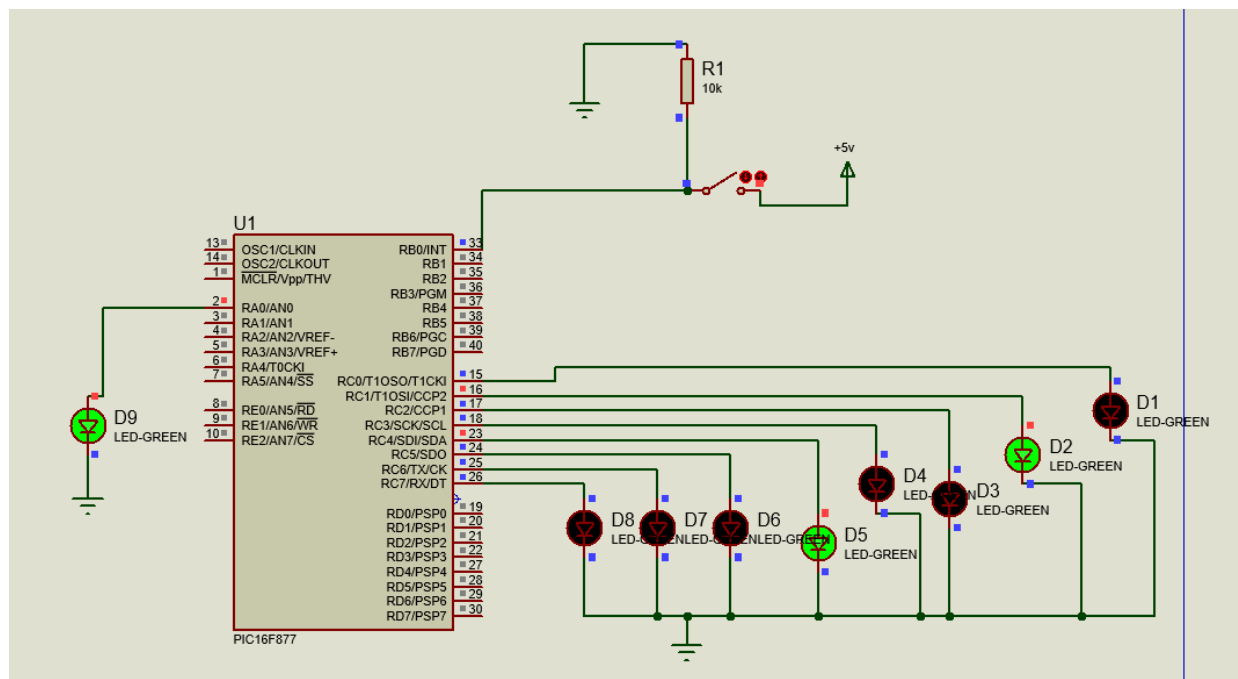 R1
10k
+5v
U1
13
OSC1/CLKIN
14
OSC2/CLKOUT
1
MCLR/Vpp/THV
2
RA0/AN0
3
RA1/AN1
4
RA2/AN2/VREF-
5
RA3/AN3/VREF+
6
RA4/T0CKI
7
RA5/AN4/SS
8
RE0/AN5/RD
9
RE1/AN6/WR
10
RE2/AN7/CS
RB0/INT
33
RB1
34
RB2
35
RB3/PGM
36
RB4
37
RB5
38
RB6/PGC
39
RB7/PGD
40
RC0/T1OSO/T1CKI
15
RC1/T1OSI/CCP2
16
RC2/CCP1
17
RC3/SCK/SCL
18
RC4/SDI/SDA
23
RC5/SDO
24
RC6/TX/CK
25
RC7/RX/DT
26
RD0/PSP0
19
RD1/PSP1
20
RD2/PSP2
21
RD3/PSP3
22
RD4/PSP4
27
RD5/PSP5
28
RD6/PSP6
29
RD7/PSP7
30
PIC16F877
D9
LED-GREEN
D1
LED-GREEN
D2
LED-GREEN
D4
D3
LED-GREEN
D8
D7
D6
D5
LED-GREEN